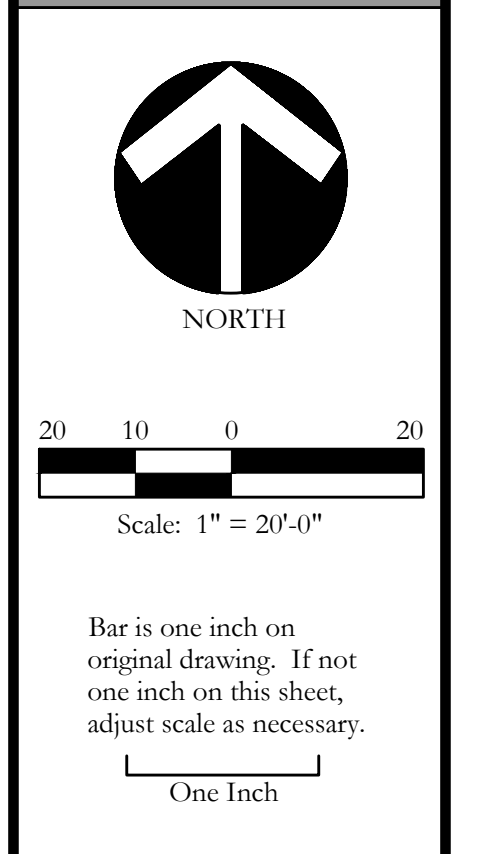 NORTH
20 10 0 20
Scale: 1" = 20'-0"
Bar is one inch on
original drawing. If not
one inch on this sheet,
adjust scale as necessary.
One Inch